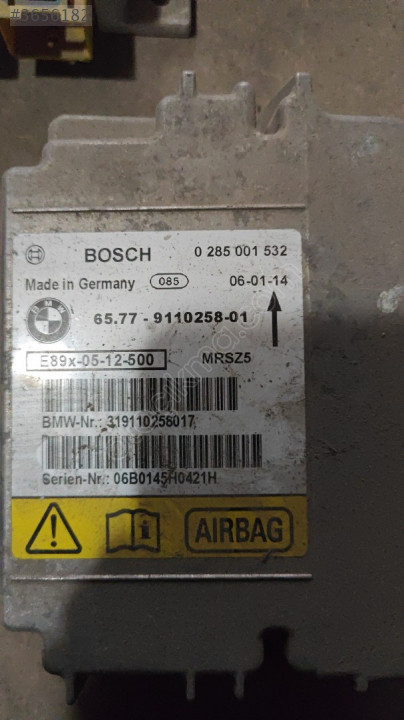 #8656182
BOSCH 0 285 001 532
Made in Germany 085 06-01-14
BMW 65.77 - 9110258-01
E89x-05-12-500 MRSZ5
BMW-Nr.: 319110258017
Serien-Nr.: 06B0145H0421H
AIRBAG